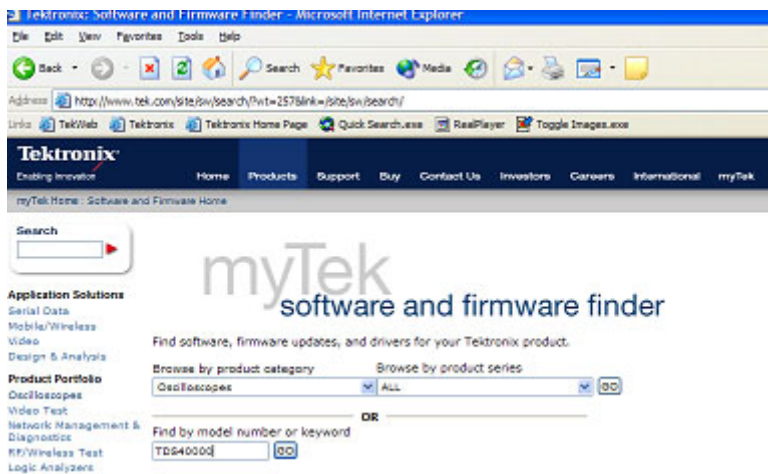 Tektronix: Software and Firmware Finder - Microsoft Internet Explorer
File Edit View Favorites Tools Help
Back Search Favorites Media
Address http://www.tek.com/site/sw/search/?wt=257&link=/site/sw/search/
Links TekWeb Tektronix Tektronix Home Page Quick Search.exe RealPlayer Toggle Images.exe
Tektronix
Enabling Innovation
Home Products Support Buy Contact Us Investors Careers International myTek
myTek Home : Software and Firmware Home
Search
myTek
software and firmware finder
Application Solutions
Serial Data
Mobile/Wireless
Video
Design & Analysis
Product Portfolio
Oscilloscopes
Video Test
Network Management &
Diagnostics
RF/Wireless Test
Logic Analyzers
Find software, firmware updates, and drivers for your Tektronix product.
Browse by product category Browse by product series
Oscilloscopes ALL GO
OR
Find by model number or keyword
TDS40000 GO